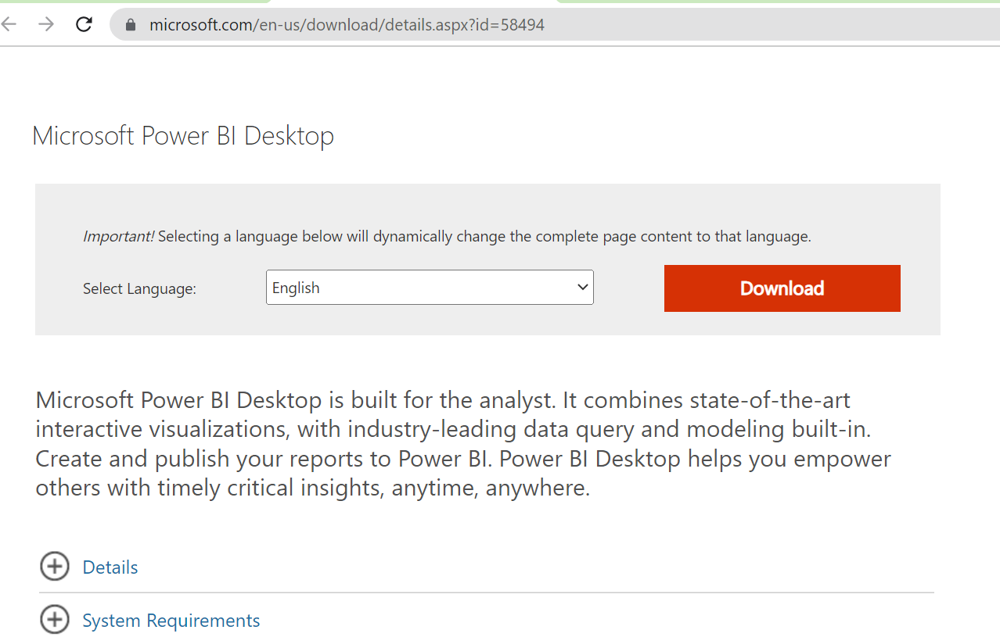 microsoft.com/en-us/download/details.aspx?id=58494
Microsoft Power BI Desktop
Important! Selecting a language below will dynamically change the complete page content to that language.
Select Language:
English
Download
Microsoft Power BI Desktop is built for the analyst. It combines state-of-the-art
interactive visualizations, with industry-leading data query and modeling built-in.
Create and publish your reports to Power BI. Power BI Desktop helps you empower
others with timely critical insights, anytime, anywhere.
Details
System Requirements